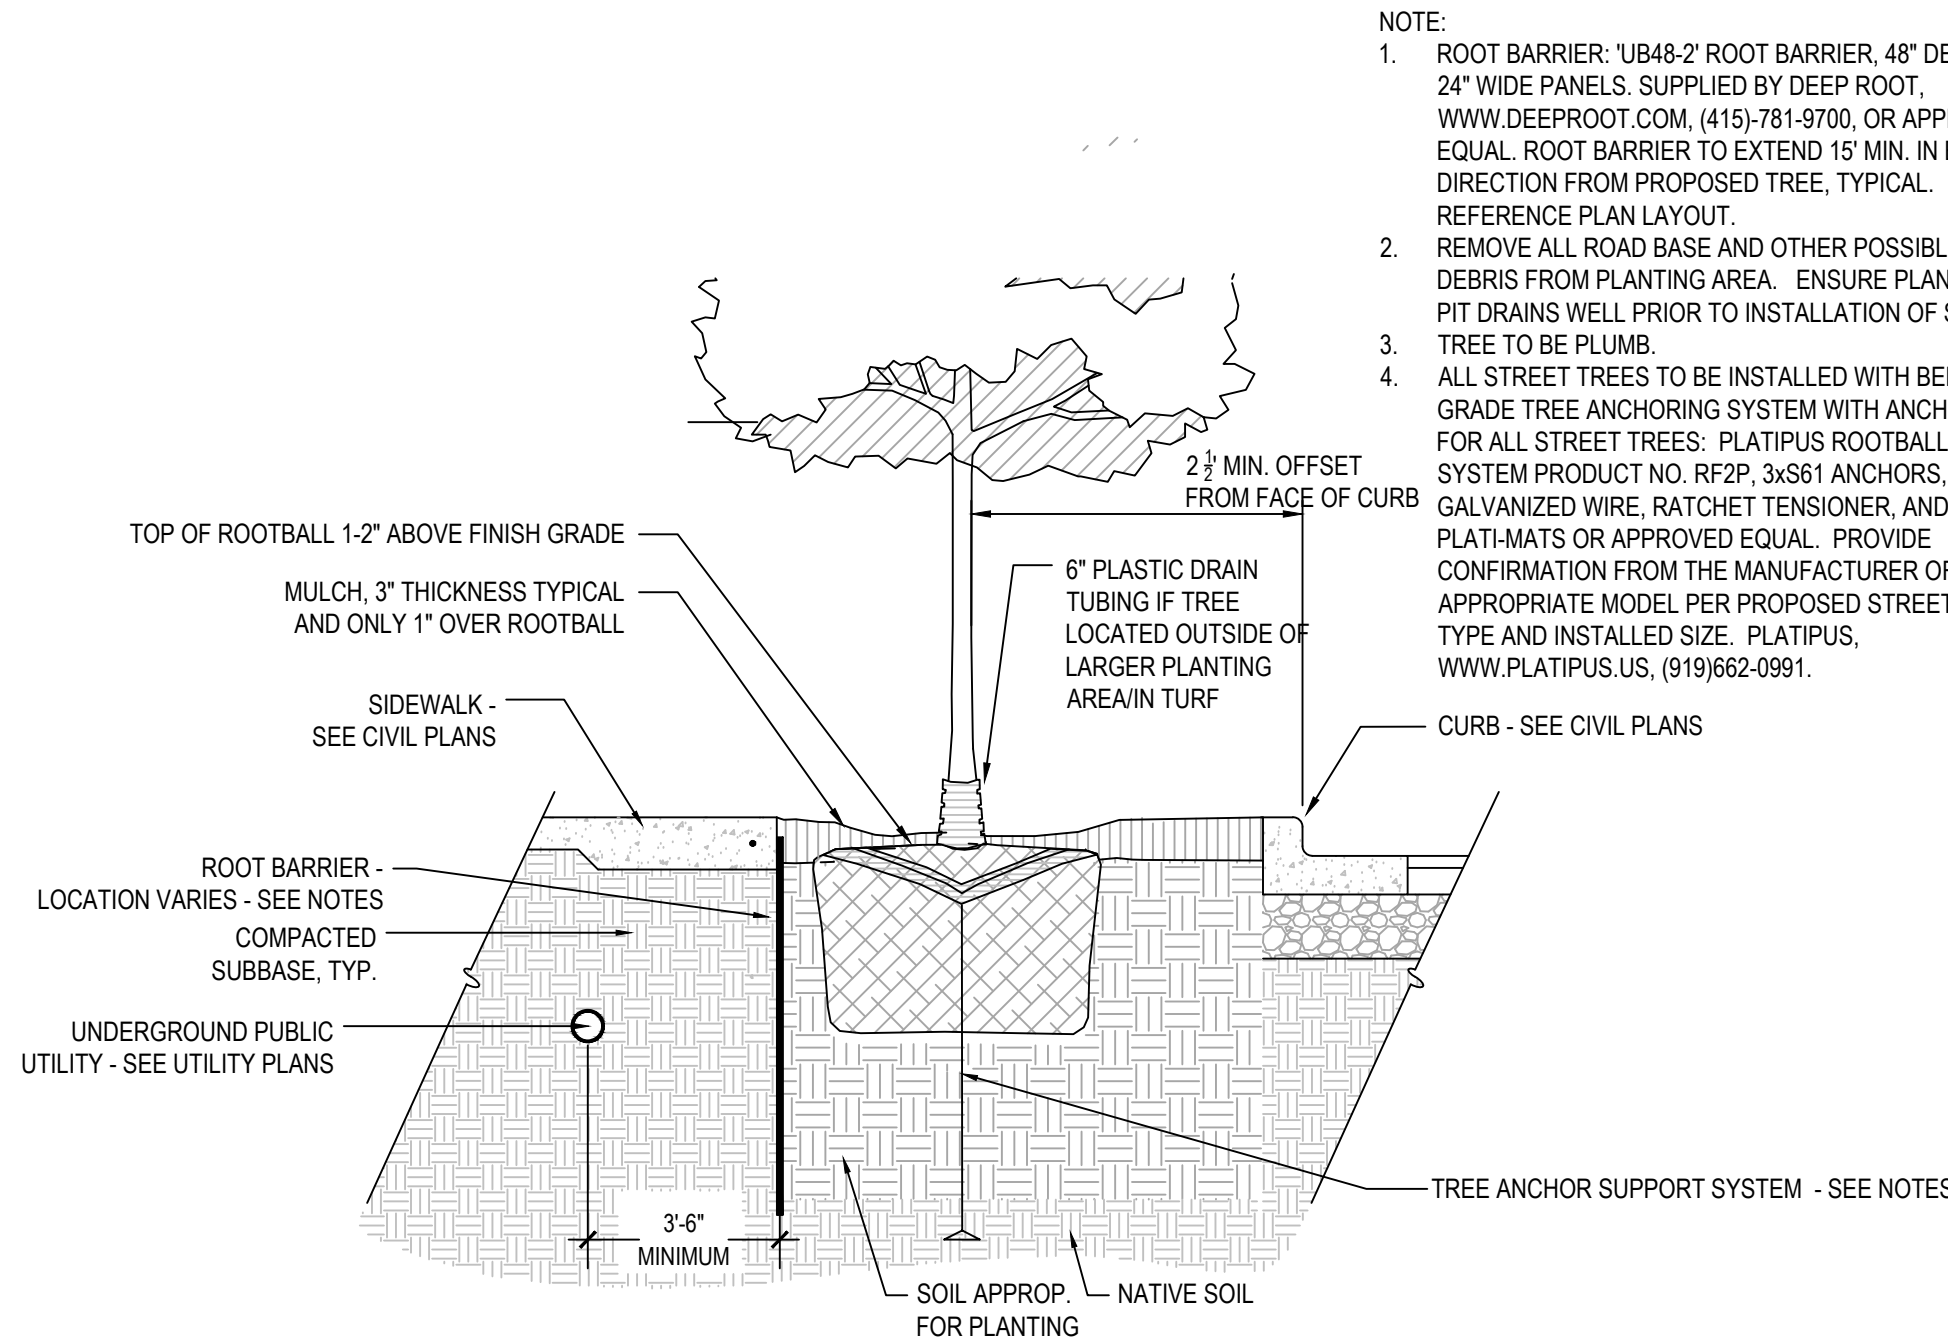 NOTE:
1. ROOT BARRIER: 'UB48-2' ROOT BARRIER, 48" DE
24" WIDE PANELS. SUPPLIED BY DEEP ROOT,
WWW.DEEPROOT.COM, (415)-781-9700, OR APP
EQUAL. ROOT BARRIER TO EXTEND 15' MIN. IN
DIRECTION FROM PROPOSED TREE, TYPICAL.
REFERENCE PLAN LAYOUT.
2. REMOVE ALL ROAD BASE AND OTHER POSSIBL
DEBRIS FROM PLANTING AREA. ENSURE PLAN
PIT DRAINS WELL PRIOR TO INSTALLATION OF S
3. TREE TO BE PLUMB.
4. ALL STREET TREES TO BE INSTALLED WITH BE
GRADE TREE ANCHORING SYSTEM WITH ANCH
FOR ALL STREET TREES: PLATIPUS ROOTBALL
SYSTEM PRODUCT NO. RF2P, 3xS61 ANCHORS,
GALVANIZED WIRE, RATCHET TENSIONER, AND
PLATI-MATS OR APPROVED EQUAL. PROVIDE
CONFIRMATION FROM THE MANUFACTURER OF
APPROPRIATE MODEL PER PROPOSED STREET
TYPE AND INSTALLED SIZE. PLATIPUS,
WWW.PLATIPUS.US, (919)662-0991.
2 1/2' MIN. OFFSET
FROM FACE OF CURB
TOP OF ROOTBALL 1-2" ABOVE FINISH GRADE
MULCH, 3" THICKNESS TYPICAL
AND ONLY 1" OVER ROOTBALL
6" PLASTIC DRAIN
TUBING IF TREE
LOCATED OUTSIDE OF
LARGER PLANTING
AREA/IN TURF
SIDEWALK -
SEE CIVIL PLANS
CURB - SEE CIVIL PLANS
ROOT BARRIER -
LOCATION VARIES - SEE NOTES
COMPACTED
SUBBASE, TYP.
UNDERGROUND PUBLIC
UTILITY - SEE UTILITY PLANS
TREE ANCHOR SUPPORT SYSTEM - SEE NOTES
3'-6"
MINIMUM
SOIL APPROP.
FOR PLANTING
NATIVE SOIL